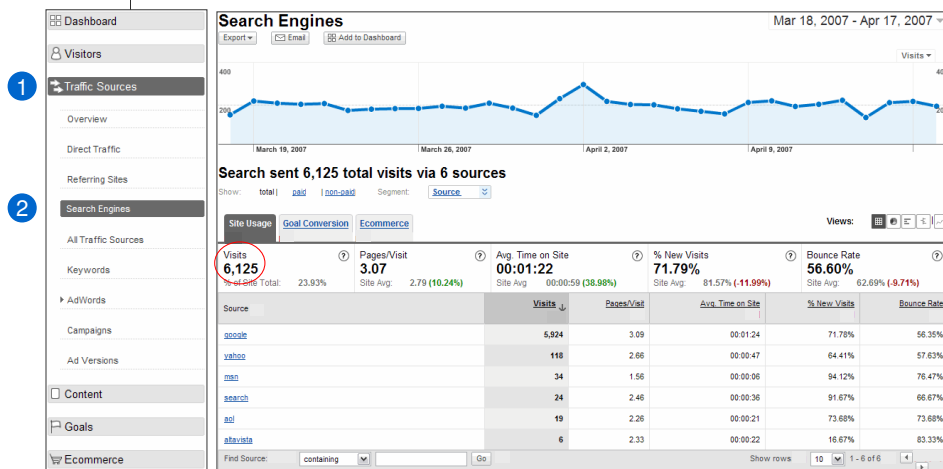 Dashboard
Visitors
1
Traffic Sources
Overview
Direct Traffic
Referring Sites
2
Search Engines
All Traffic Sources
Keywords
AdWords
Campaigns
Ad Versions
Content
Goals
Ecommerce
Search Engines
Mar 18, 2007 - Apr 17, 2007
Export Email Add to Dashboard
Visits
400 40
200 20
March 19, 2007 March 26, 2007 April 2, 2007 April 9, 2007
Search sent 6,125 total visits via 6 sources
Show: total | paid | non-paid Segment: Source
Site Usage Goal Conversion Ecommerce Views:
Visits ? Pages/Visit ? Avg. Time on Site ? % New Visits ? Bounce Rate ?
6,125 3.07 00:01:22 71.79% 56.60%
% of Site Total: 23.93% Site Avg: 2.79 (10.24%) Site Avg 00:00:59 (38.98%) Site Avg: 81.57% (-11.99%) Site Avg: 62.69% (-9.71%)
Source Visits Pages/Visit Avg. Time on Site % New Visits Bounce Rate
google 5,924 3.09 00:01:24 71.78% 56.35%
yahoo 118 2.66 00:00:47 64.41% 57.63%
msn 34 1.56 00:00:06 94.12% 76.47%
search 24 2.46 00:00:36 91.67% 66.67%
aol 19 2.26 00:00:21 73.68% 73.68%
altavista 6 2.33 00:00:22 16.67% 83.33%
Find Source: containing Go Show rows 10 1 - 6 of 6